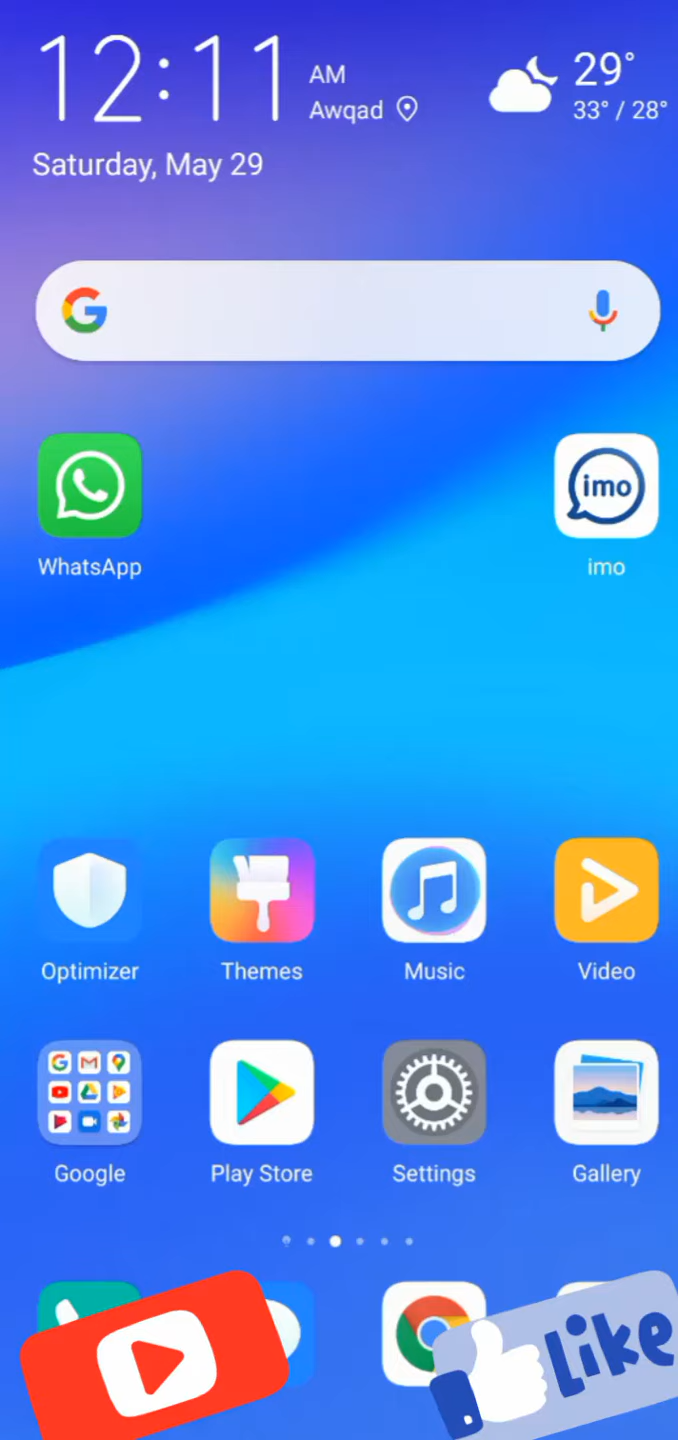 12:11
AM
Awqad
29°
33° / 28°
Saturday, May 29
G
imo
WhatsApp
imo
Optimizer
Themes
Music
Video
Google
Play Store
Settings
Gallery
Like